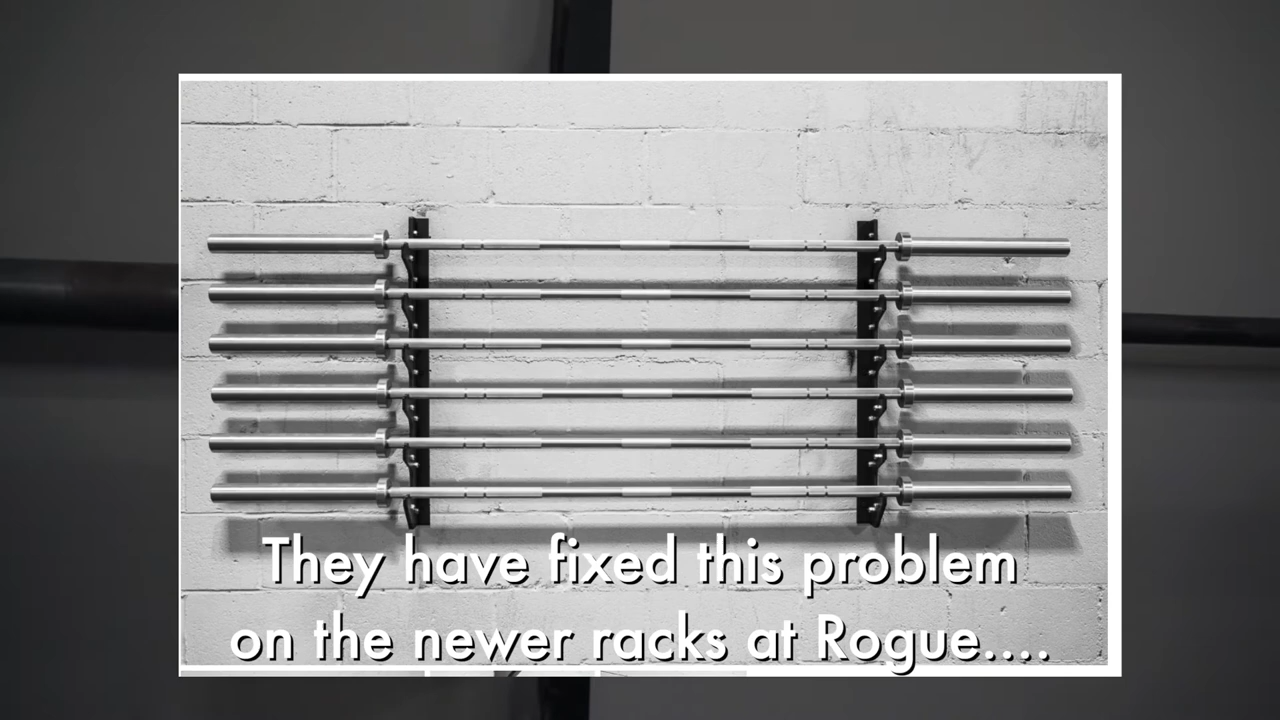 They have fixed this problem
on the newer racks at Rogue....